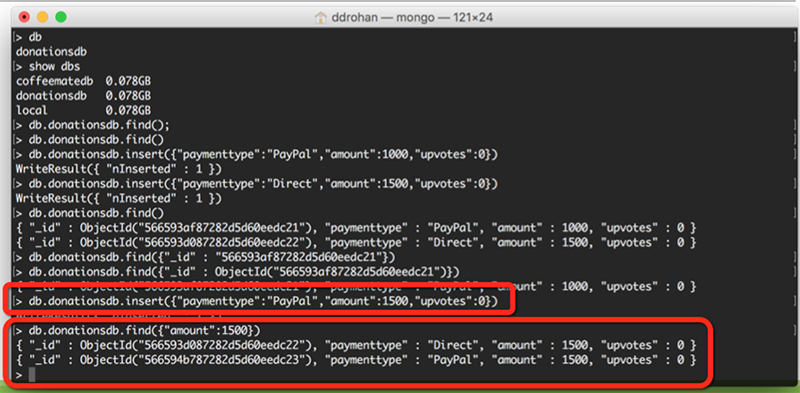 ddrohan — mongo — 121×24
> db
donationsdb
> show dbs
coffeematedb 0.078GB
donationsdb 0.078GB
local 0.078GB
> db.donationsdb.find();
> db.donationsdb.find()
> db.donationsdb.insert({"paymenttype":"PayPal","amount":1000,"upvotes":0})
WriteResult({ "nInserted" : 1 })
> db.donationsdb.insert({"paymenttype":"Direct","amount":1500,"upvotes":0})
WriteResult({ "nInserted" : 1 })
> db.donationsdb.find()
{ "_id" : ObjectId("566593af87282d5d60eedc21"), "paymenttype" : "PayPal", "amount" : 1000, "upvotes" : 0 }
{ "_id" : ObjectId("566593d087282d5d60eedc22"), "paymenttype" : "Direct", "amount" : 1500, "upvotes" : 0 }
> db.donationsdb.find({"_id" : "566593af87282d5d60eedc21"})
> db.donationsdb.find({"_id" : ObjectId("566593af87282d5d60eedc21")})
{ "_id" : ObjectId("566593af87282d5d60eedc21"), "paymenttype" : "PayPal", "amount" : 1000, "upvotes" : 0 }
> db.donationsdb.insert({"paymenttype":"PayPal","amount":1500,"upvotes":0})
> db.donationsdb.find({"amount":1500})
{ "_id" : ObjectId("566593d087282d5d60eedc22"), "paymenttype" : "Direct", "amount" : 1500, "upvotes" : 0 }
{ "_id" : ObjectId("566594b787282d5d60eedc23"), "paymenttype" : "PayPal", "amount" : 1500, "upvotes" : 0 }
>